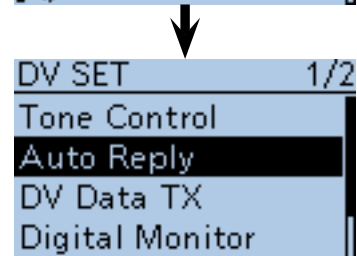 DV SET 1/2
Tone Control
Auto Reply
DV Data TX
Digital Monitor